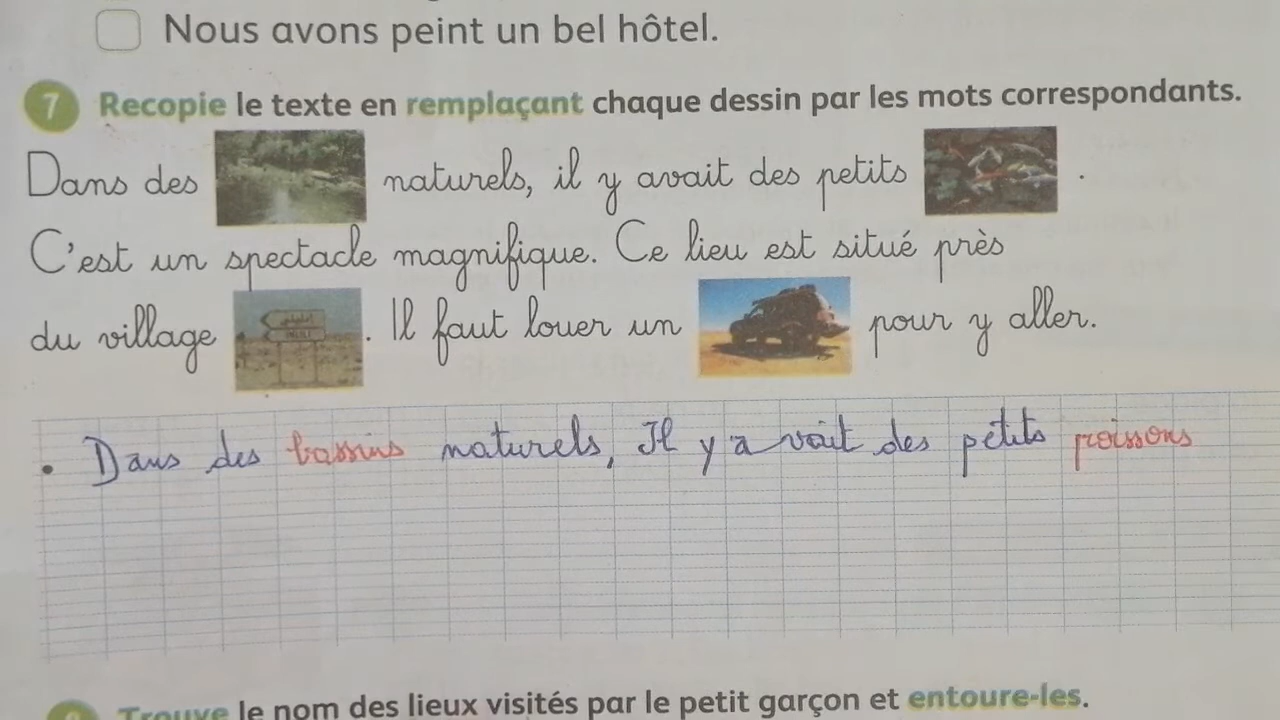 Nous avons peint un bel hôtel.
7 Recopie le texte en remplaçant chaque dessin par les mots correspondants.
Dans des naturels, il y avait des petits .
C'est un spectacle magnifique. Ce lieu est situé près
du village . Il faut louer un pour y aller.
• Dans des bassins naturels, Il y a vait des petits poissons
Trouve le nom des lieux visités par le petit garçon et entoure-les.